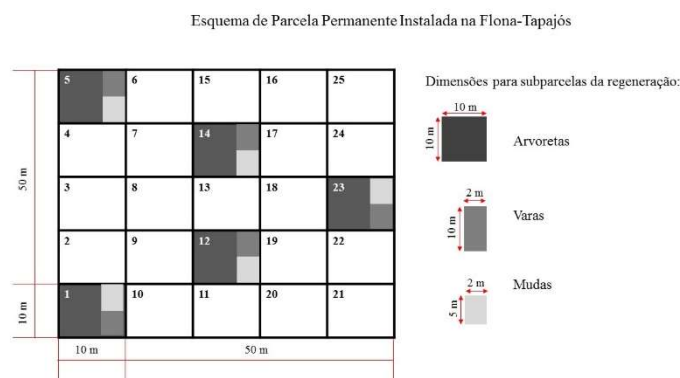 Esquema de Parcela Permanente Instalada na Flona-Tapajós
5 6 15 16 25
4 7 14 17 24
3 8 13 18 23
2 9 12 19 22
1 10 11 20 21
50 m
10 m
10 m
50 m
Dimensões para subparcelas da regeneração:
10 m
10 m
Arvoretas
2 m
10 m
Varas
2 m
5 m
Mudas